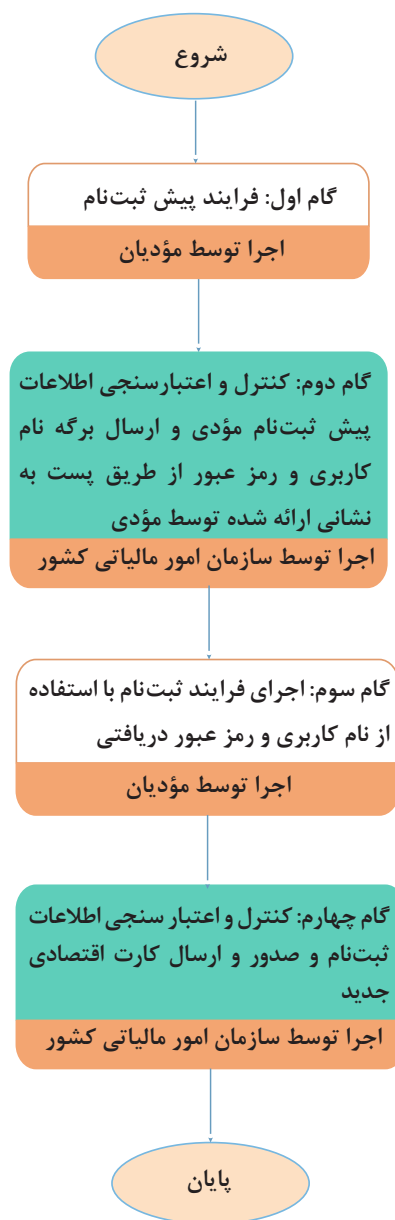 شروع
گام اول: فرایند پیش ثبت‌نام
اجرا توسط مؤدیان
گام دوم: کنترل و اعتبارسنجی اطلاعات
پیش ثبت‌نام مؤدی و ارسال برگه نام
کاربری و رمز عبور از طریق پست به
نشانی ارائه شده توسط مؤدی
اجرا توسط سازمان امور مالیاتی کشور
گام سوم: اجرای فرایند ثبت‌نام با استفاده
از نام کاربری و رمز عبور دریافتی
اجرا توسط مؤدیان
گام چهارم: کنترل و اعتبار سنجی اطلاعات
ثبت‌نام و صدور و ارسال کارت اقتصادی
جدید
اجرا توسط سازمان امور مالیاتی کشور
پایان